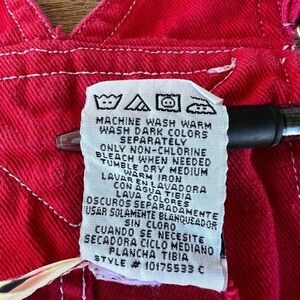 MACHINE WASH WARM
WASH DARK COLORS
SEPARATELY
ONLY NON-CHLORINE
BLEACH WHEN NEEDED
TUMBLE DRY MEDIUM
WARM IRON
LAVAR EN LAVADORA
CON AGUA TIBIA
LAVAR COLORES
OSCUROS SEPARADAMENTE
USAR SOLAMENTE BLANQUEADOR
SIN CLORO
CUANDO SE NECESITE
SECADORA CICLO MEDIANO
PLANCHA TIBIA
STYLE # 10175533 C